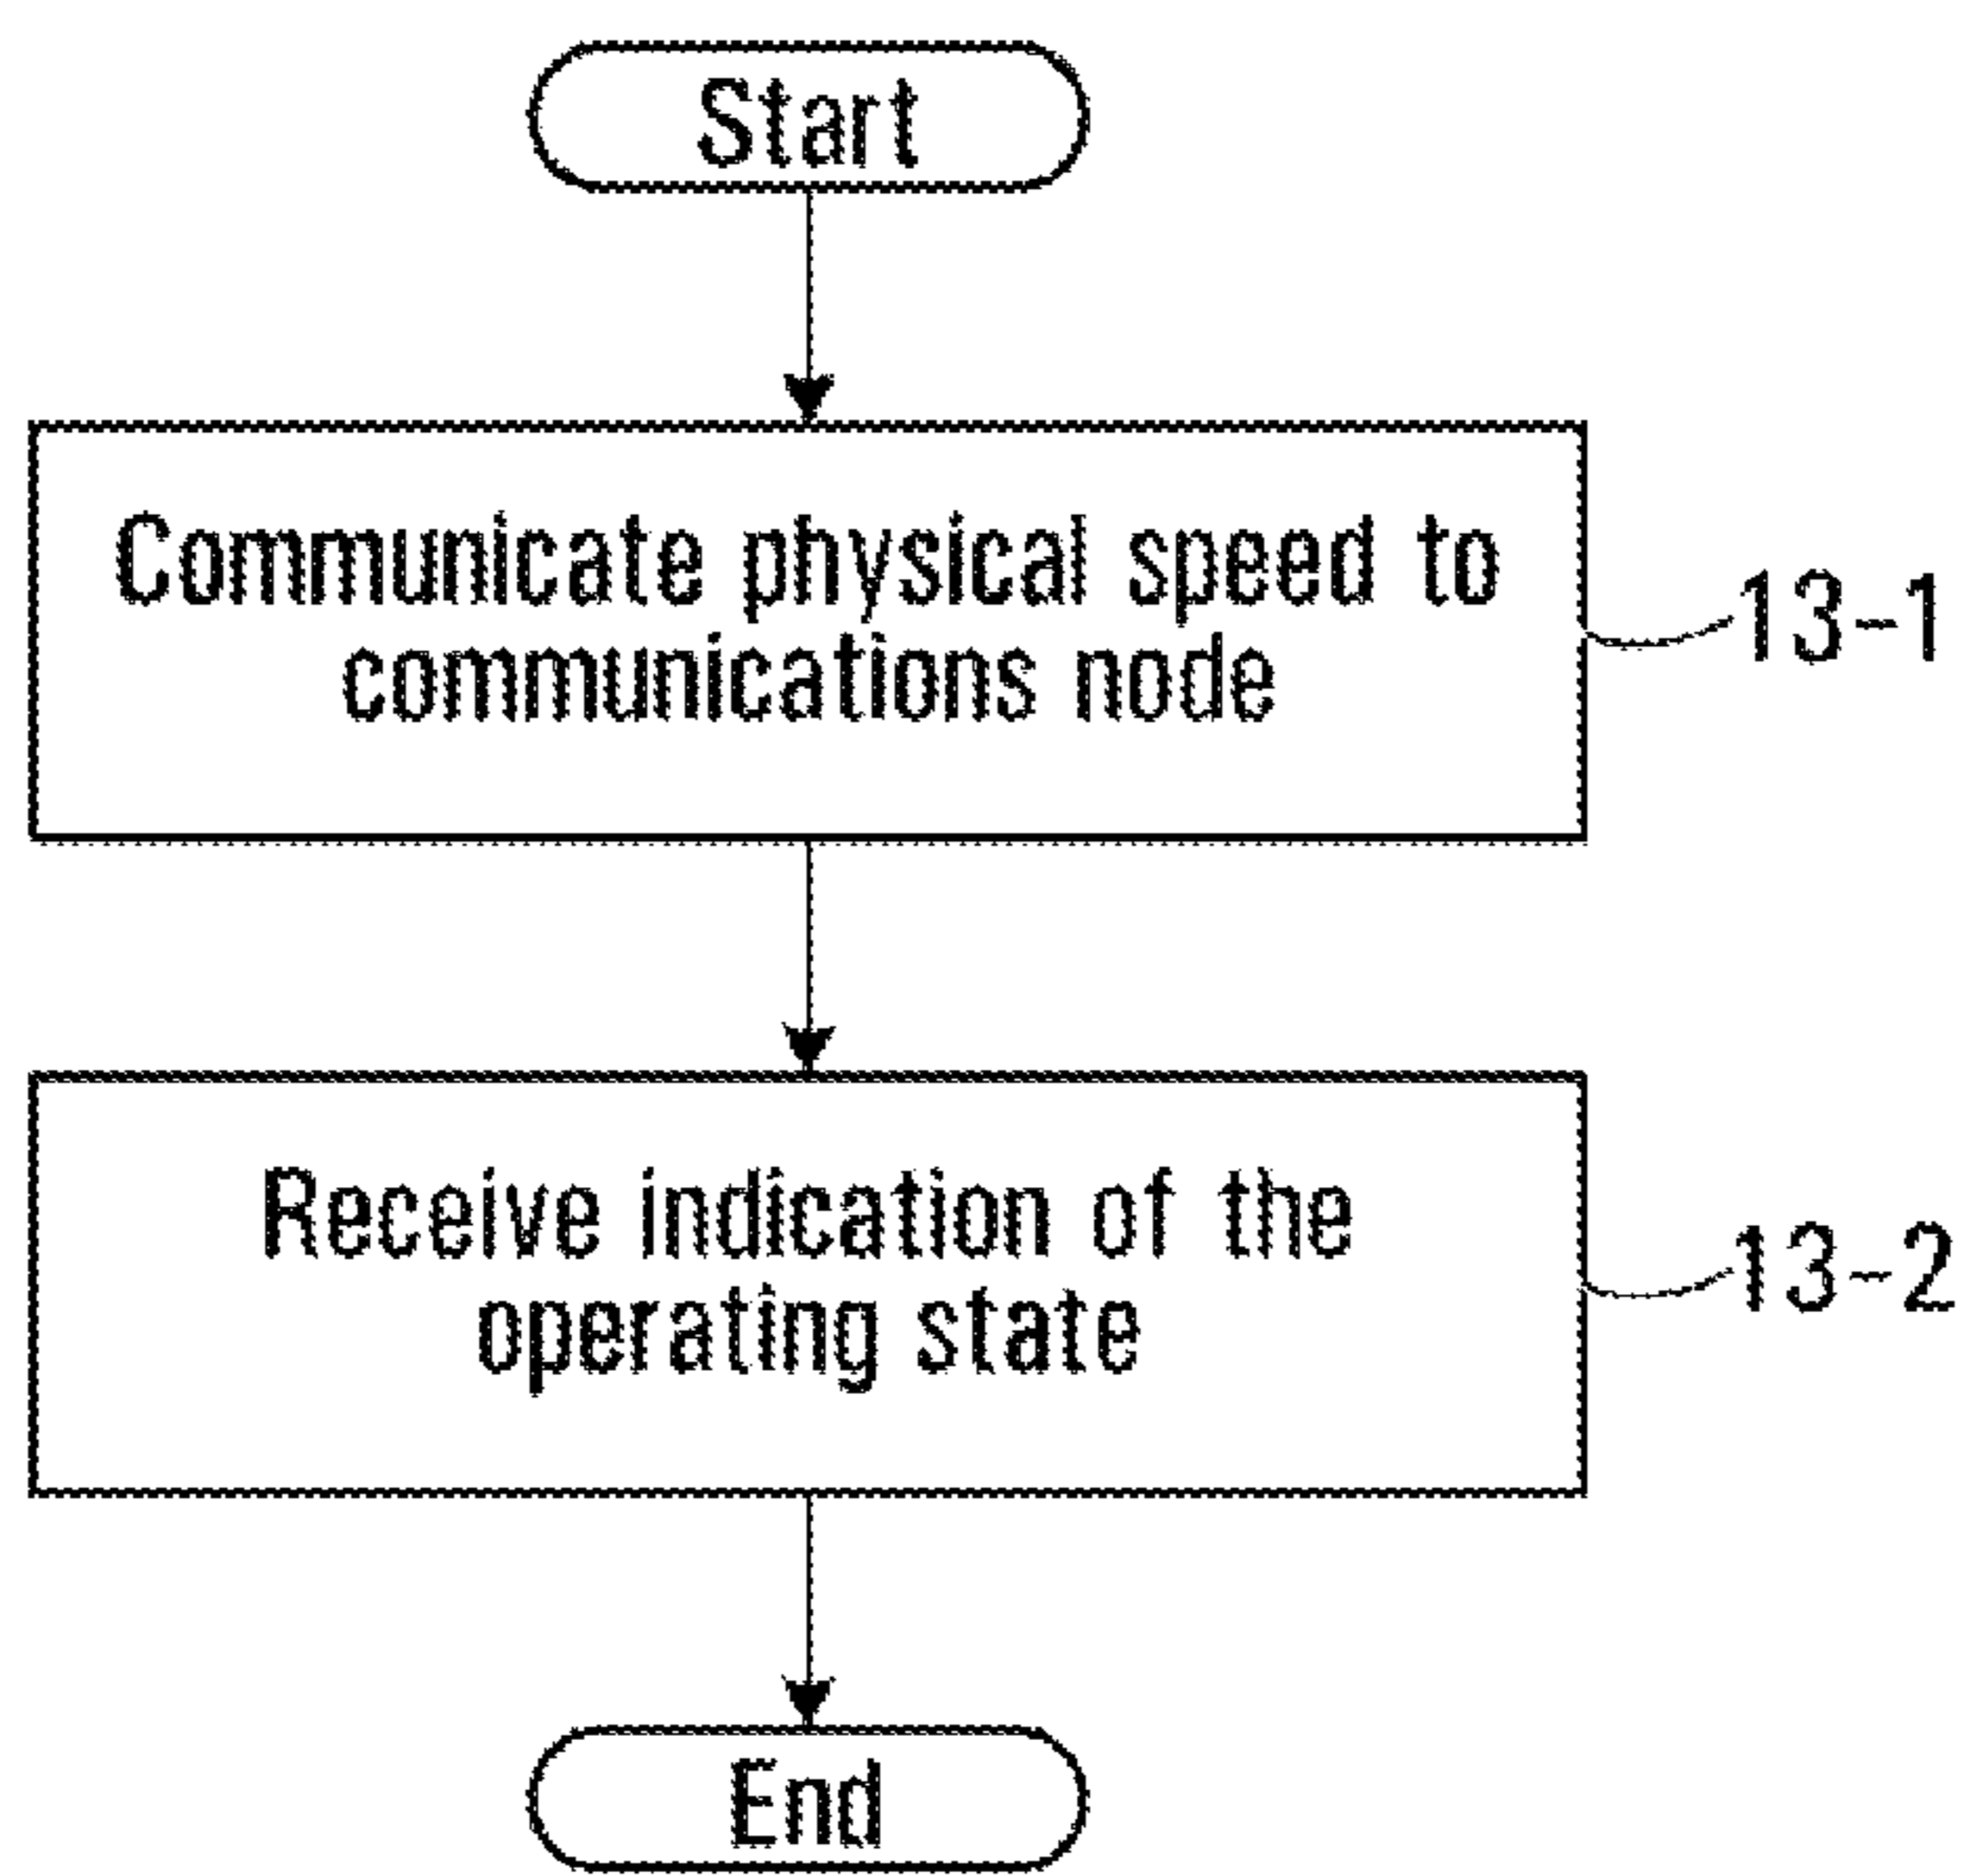 Start
Communicate physical speed to
communications node
13-1
Receive indication of the
operating state
13-2
End